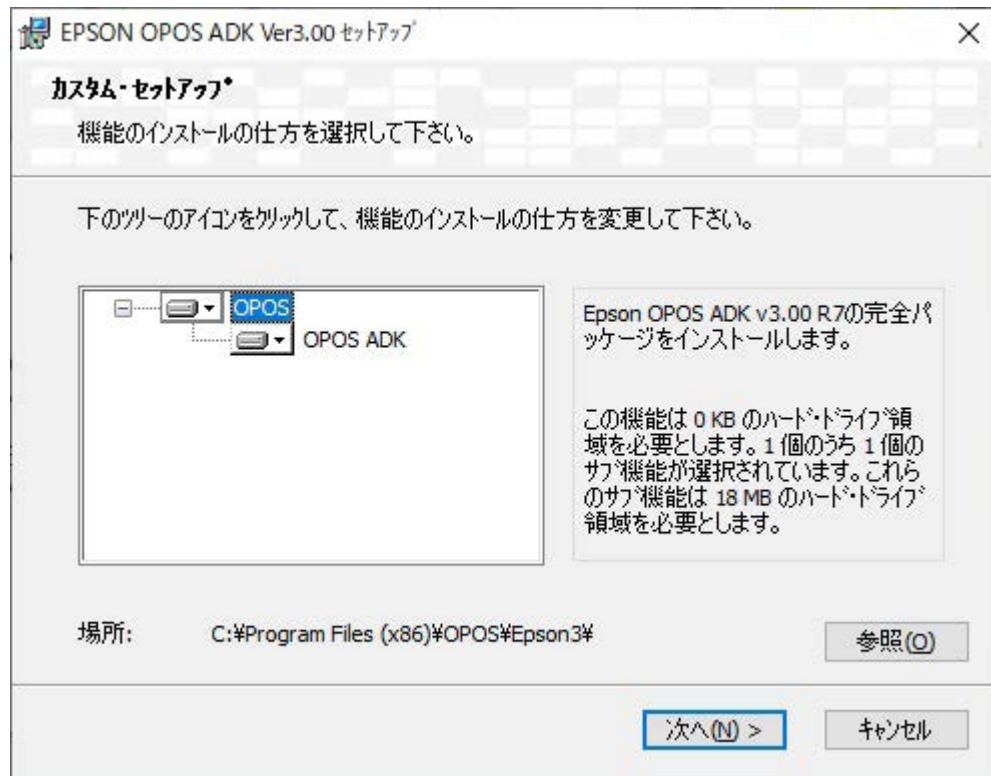 EPSON OPOS ADK Ver3.00 ｾｯﾄｱｯﾌﾟ
ｶｽﾀﾑ･ｾｯﾄｱｯﾌﾟ
機能のｲﾝｽﾄｰﾙの仕方を選択して下さい。
下のﾂﾘｰのｱｲｺﾝをｸﾘｯｸして、機能のｲﾝｽﾄｰﾙの仕方を変更して下さい。
OPOS
OPOS ADK
Epson OPOS ADK v3.00 R7の完全パ
ッケージをインストールします。
この機能は 0 KB のﾊｰﾄﾞ･ﾄﾞﾗｲﾌﾞ領
域を必要とします。1 個のうち 1 個の
ｻﾌﾞ機能が選択されています。これら
のｻﾌﾞ機能は 18 MB のﾊｰﾄﾞ･ﾄﾞﾗｲﾌﾞ
領域を必要とします。
場所: C:¥Program Files (x86)¥OPOS¥Epson3¥
参照(O)
次へ(N) > ｷｬﾝｾﾙ